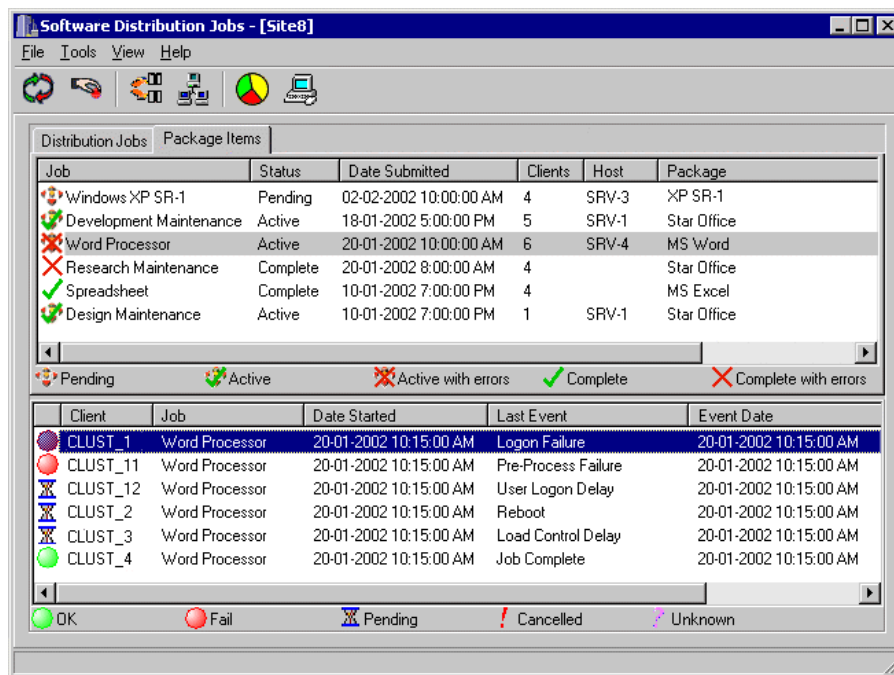 Software Distribution Jobs - [Site8]
File Tools View Help
Distribution Jobs Package Items
Job Status Date Submitted Clients Host Package
Windows XP SR-1 Pending 02-02-2002 10:00:00 AM 4 SRV-3 XP SR-1
Development Maintenance Active 18-01-2002 5:00:00 PM 5 SRV-1 Star Office
Word Processor Active 20-01-2002 10:00:00 AM 6 SRV-4 MS Word
Research Maintenance Complete 20-01-2002 8:00:00 AM 4 Star Office
Spreadsheet Complete 10-01-2002 7:00:00 PM 4 MS Excel
Design Maintenance Active 10-01-2002 7:00:00 PM 1 SRV-1 Star Office
Pending Active Active with errors Complete Complete with errors
Client Job Date Started Last Event Event Date
CLUST_1 Word Processor 20-01-2002 10:15:00 AM Logon Failure 20-01-2002 10:15:00 AM
CLUST_11 Word Processor 20-01-2002 10:15:00 AM Pre-Process Failure 20-01-2002 10:15:00 AM
CLUST_12 Word Processor 20-01-2002 10:15:00 AM User Logon Delay 20-01-2002 10:15:00 AM
CLUST_2 Word Processor 20-01-2002 10:15:00 AM Reboot 20-01-2002 10:15:00 AM
CLUST_3 Word Processor 20-01-2002 10:15:00 AM Load Control Delay 20-01-2002 10:15:00 AM
CLUST_4 Word Processor 20-01-2002 10:15:00 AM Job Complete 20-01-2002 10:15:00 AM
OK Fail Pending Cancelled Unknown